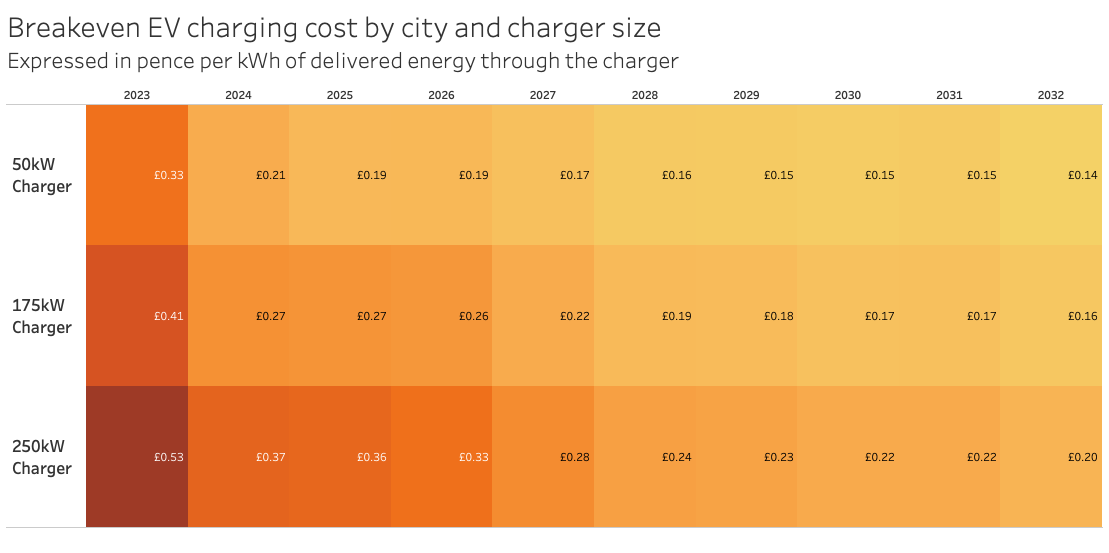 Breakeven EV charging cost by city and charger size
Expressed in pence per kWh of delivered energy through the charger
2023 2024 2025 2026 2027 2028 2029 2030 2031 2032
50kW
Charger
£0.33 £0.21 £0.19 £0.19 £0.17 £0.16 £0.15 £0.15 £0.15 £0.14
175kW
Charger
£0.41 £0.27 £0.27 £0.26 £0.22 £0.19 £0.18 £0.17 £0.17 £0.16
250kW
Charger
£0.53 £0.37 £0.36 £0.33 £0.28 £0.24 £0.23 £0.22 £0.22 £0.20